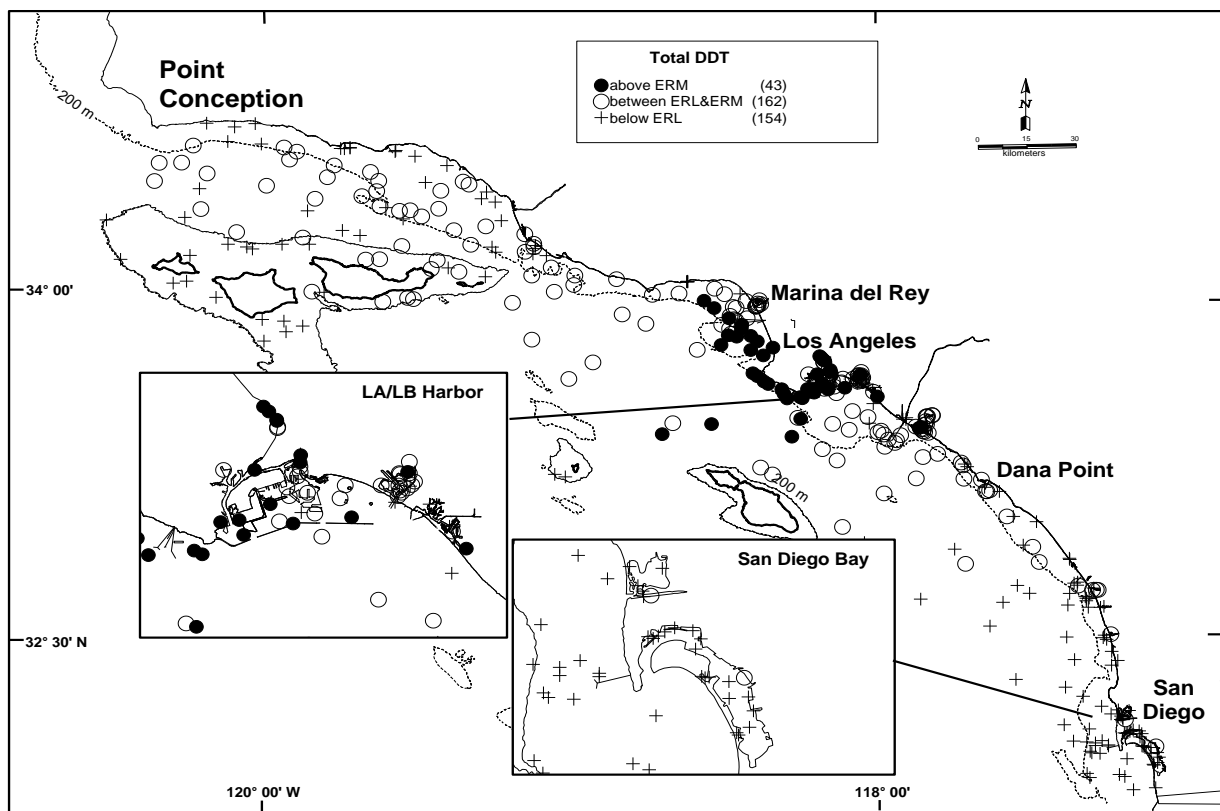 Point
Conception
200 m
Total DDT
above ERM (43)
between ERL&ERM (162)
below ERL (154)
N
0 15 30
kilometers
34° 00'
Marina del Rey
Los Angeles
LA/LB Harbor
200 m
Dana Point
San Diego Bay
32° 30' N
San
Diego
120° 00' W
118° 00'